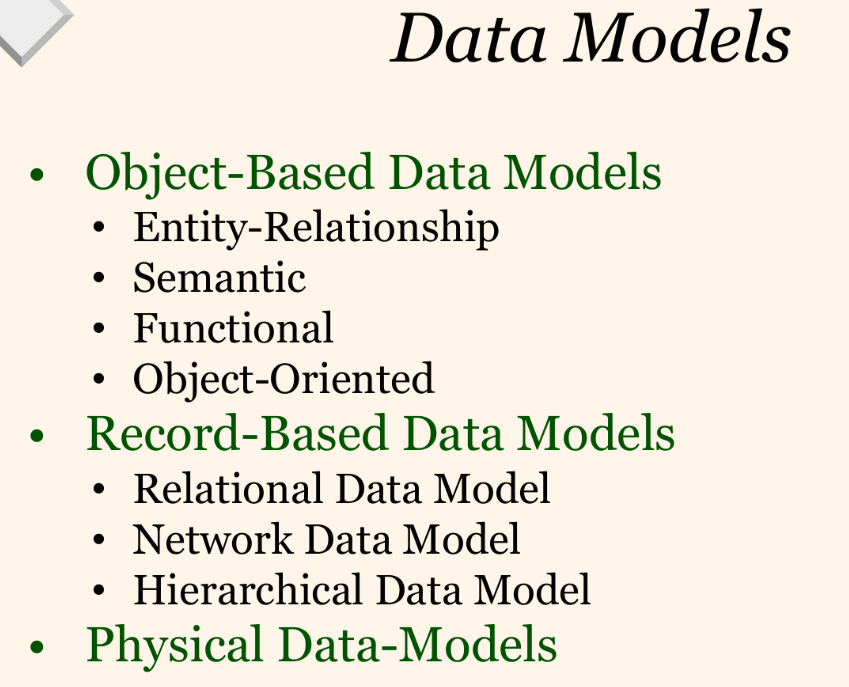 Data Models
• Object-Based Data Models
• Entity-Relationship
• Semantic
• Functional
• Object-Oriented
• Record-Based Data Models
• Relational Data Model
• Network Data Model
• Hierarchical Data Model
• Physical Data-Models